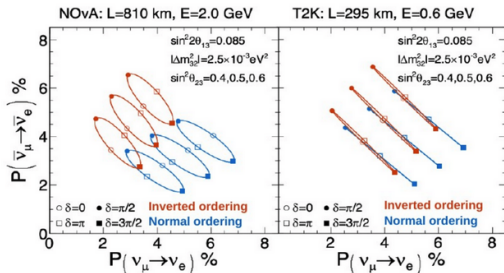 NOvA: L=810 km, E=2.0 GeV
8
6
4
2
0
P(ν̄μ→ν̄e) %
sin²2θ13=0.085
|Δm²32|=2.5×10⁻³eV²
sin²θ23=0.4,0.5,0.6
○ δ=0 ● δ=π/2
□ δ=π ■ δ=3π/2
Inverted ordering
Normal ordering
0 2 4 6 8
P(νμ→νe) %
T2K: L=295 km, E=0.6 GeV
sin²2θ13=0.085
|Δm²32|=2.5×10⁻³eV²
sin²θ23=0.4,0.5,0.6
○ δ=0 ● δ=π/2
□ δ=π ■ δ=3π/2
Inverted ordering
Normal ordering
2 4 6 8
P(νμ→νe) %